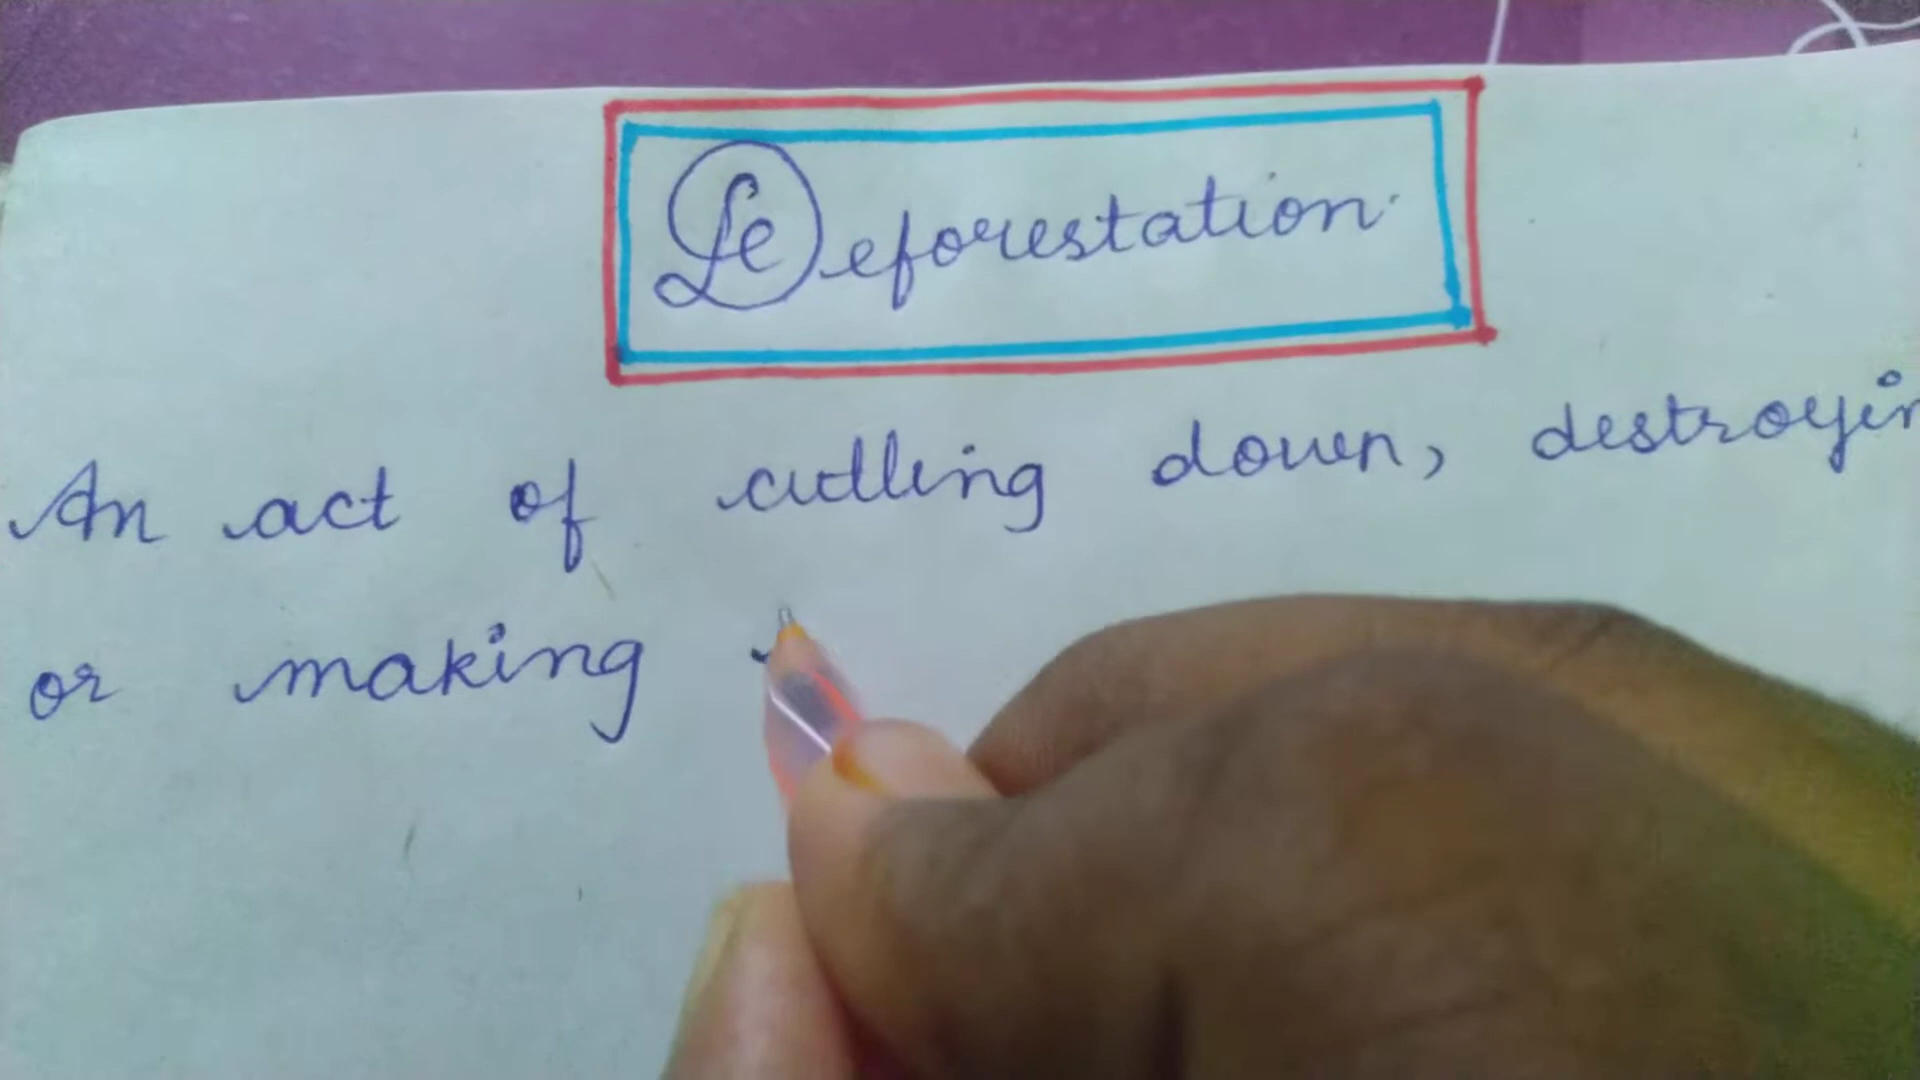 Deforestation.
An act of cutting down, destroyin
or making